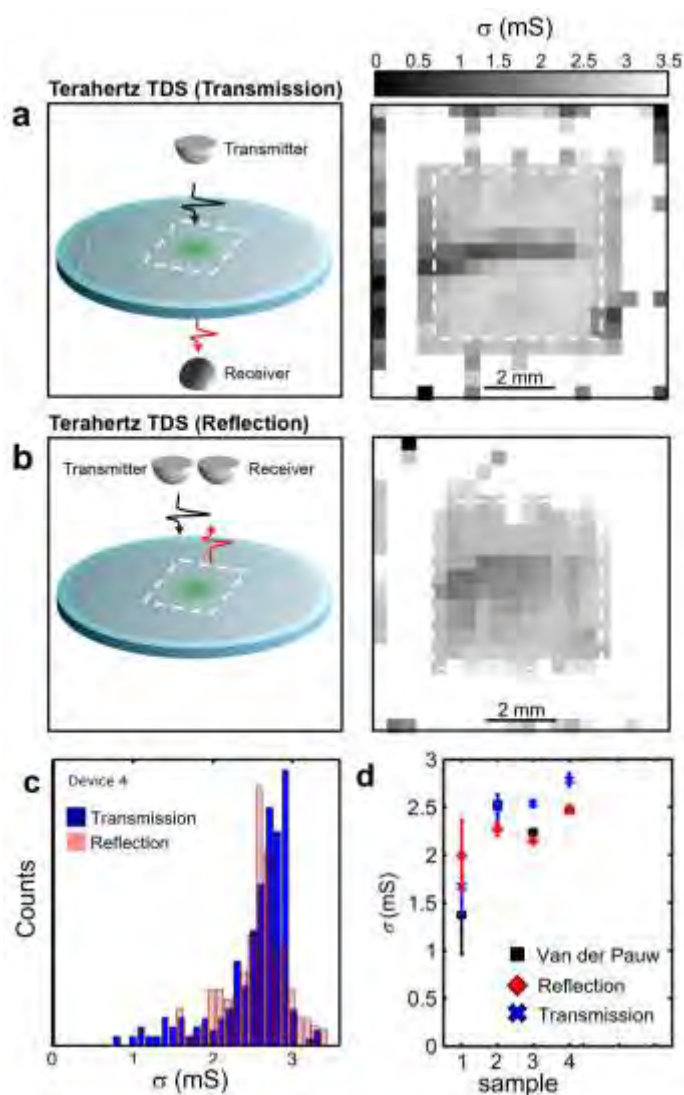 σ (mS)
0 0.5 1 1.5 2 2.5 3 3.5
Terahertz TDS (Transmission)
a
Transmitter
Receiver
2 mm
Terahertz TDS (Reflection)
b
Transmitter Receiver
2 mm
c
Device 4
Transmission
Reflection
Counts
0 1 2 3
σ (mS)
d
3
2.5
2
1.5
1
0.5
0
σ (mS)
Van der Pauw
Reflection
Transmission
1 2 3 4
sample